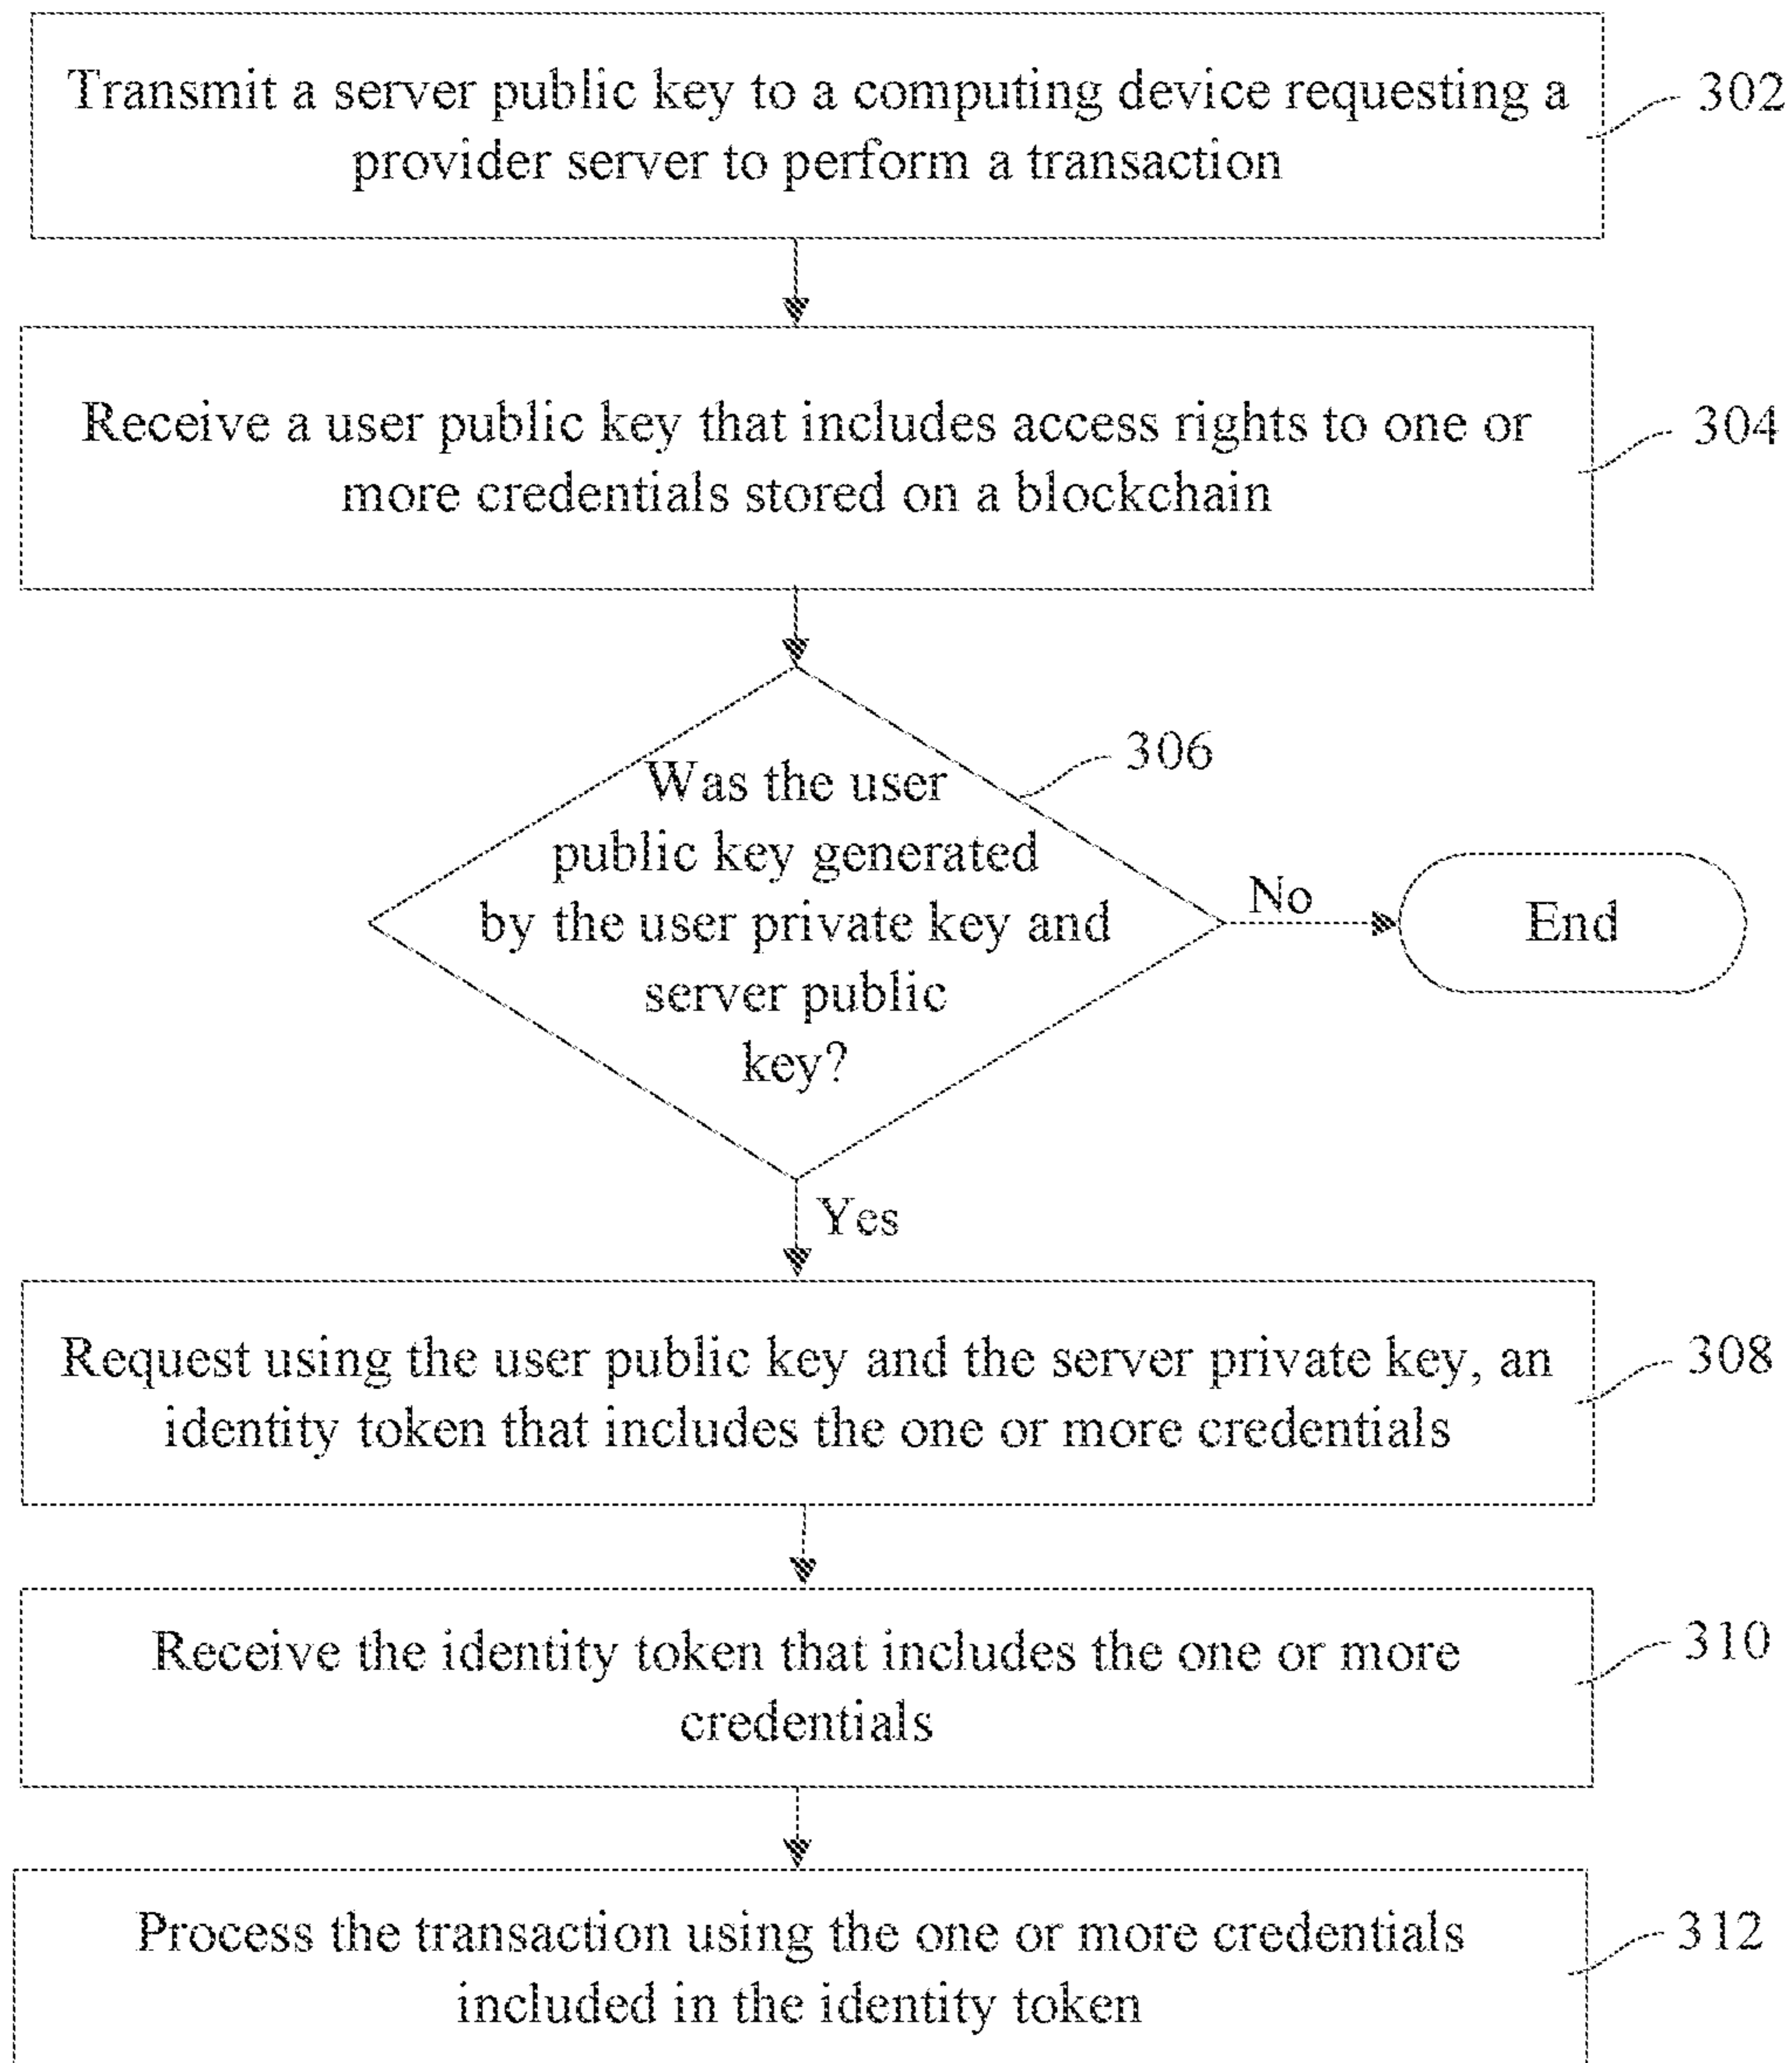 Transmit a server public key to a computing device requesting a
provider server to perform a transaction
302
Receive a user public key that includes access rights to one or
more credentials stored on a blockchain
304
Was the user
public key generated
by the user private key and
server public
key?
306
No
End
Yes
Request using the user public key and the server private key, an
identity token that includes the one or more credentials
308
Receive the identity token that includes the one or more
credentials
310
Process the transaction using the one or more credentials
included in the identity token
312